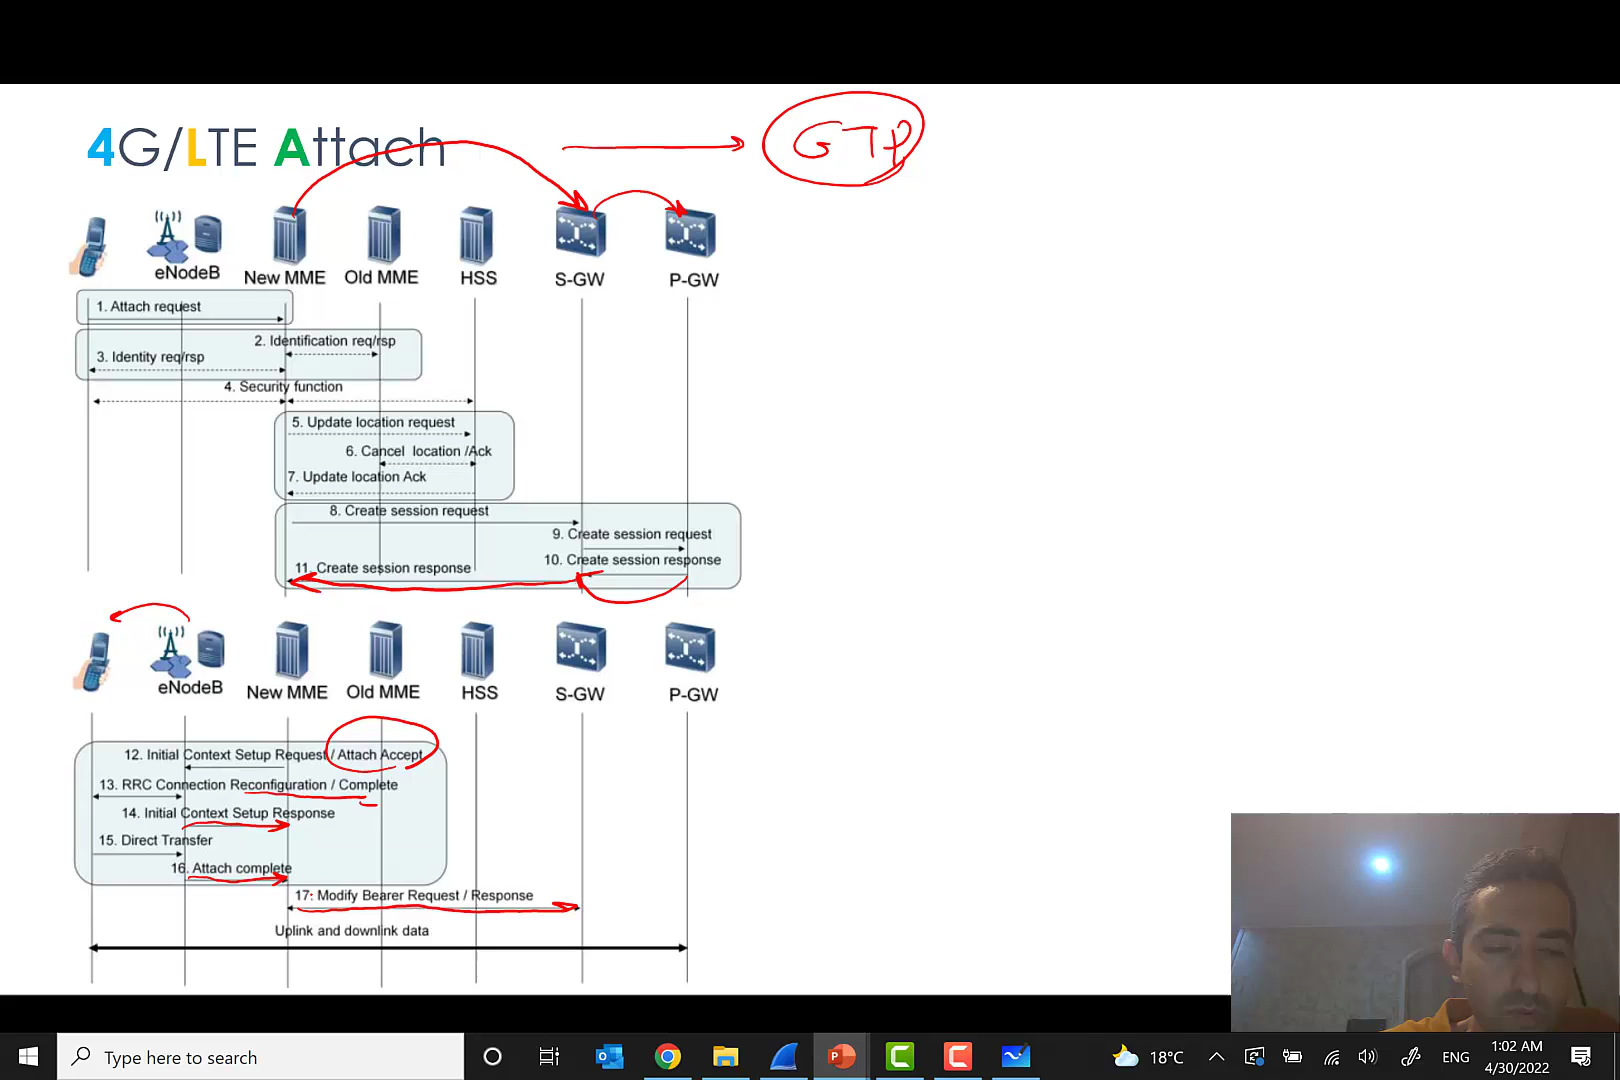 4G/LTE Attach
GTP
eNodeB
New MME
Old MME
HSS
S-GW
P-GW
1. Attach request
2. Identification req/rsp
3. Identity req/rsp
4. Security function
5. Update location request
6. Cancel location /Ack
7. Update location Ack
8. Create session request
9. Create session request
10. Create session response
11. Create session response
eNodeB
New MME
Old MME
HSS
S-GW
P-GW
12. Initial Context Setup Request / Attach Accept
13. RRC Connection Reconfiguration / Complete
14. Initial Context Setup Response
15. Direct Transfer
16. Attach complete
17: Modify Bearer Request / Response
Uplink and downlink data
Type here to search
18°C
ENG
1:02 AM
4/30/2022